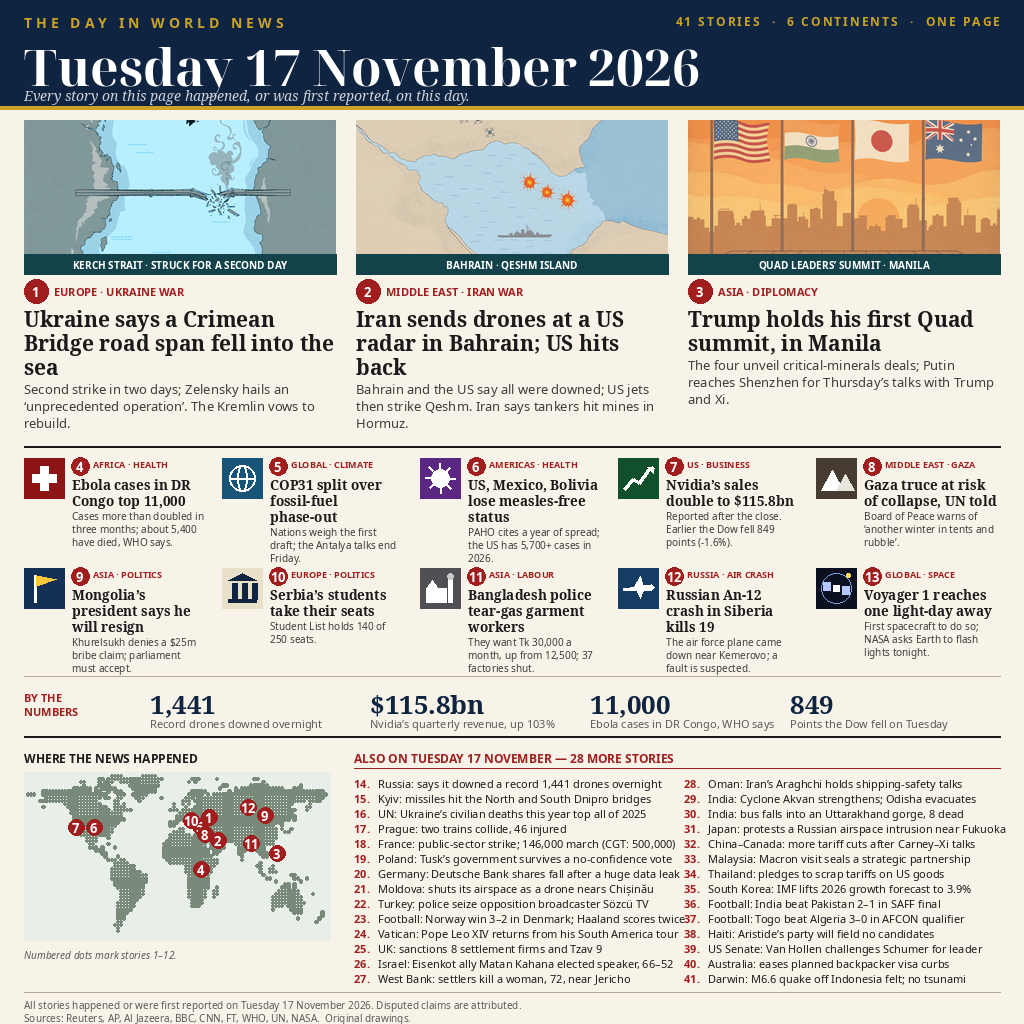 THE DAY IN WORLD NEWS
41 STORIES · 6 CONTINENTS · ONE PAGE
Tuesday 17 November 2026
Every story on this page happened, or was first reported, on this day.
KERCH STRAIT · STRUCK FOR A SECOND DAY
1 EUROPE · UKRAINE WAR
Ukraine says a Crimean
Bridge road span fell into the
sea
Second strike in two days; Zelensky hails an
‘unprecedented operation’. The Kremlin vows to
rebuild.
BAHRAIN · QESHM ISLAND
2 MIDDLE EAST · IRAN WAR
Iran sends drones at a US
radar in Bahrain; US hits
back
Bahrain and the US say all were downed; US jets
then strike Qeshm. Iran says tankers hit mines in
Hormuz.
QUAD LEADERS’ SUMMIT · MANILA
3 ASIA · DIPLOMACY
Trump holds his first Quad
summit, in Manila
The four unveil critical-minerals deals; Putin
reaches Shenzhen for Thursday’s talks with Trump
and Xi.
4 AFRICA · HEALTH
Ebola cases in DR
Congo top 11,000
Cases more than doubled in
three months; about 5,400
have died, WHO says.
5 GLOBAL · CLIMATE
COP31 split over
fossil-fuel
phase-out
Nations weigh the first
draft; the Antalya talks end
Friday.
6 AMERICAS · HEALTH
US, Mexico, Bolivia
lose measles-free
status
PAHO cites a year of spread;
the US has 5,700+ cases in
2026.
7 US · BUSINESS
Nvidia’s sales
double to $115.8bn
Reported after the close.
Earlier the Dow fell 849
points (-1.6%).
8 MIDDLE EAST · GAZA
Gaza truce at risk
of collapse, UN told
Board of Peace warns of
‘another winter in tents and
rubble’.
9 ASIA · POLITICS
Mongolia’s
president says he
will resign
Khurelsukh denies a $25m
bribe claim; parliament
must accept.
10 EUROPE · POLITICS
Serbia’s students
take their seats
Student List holds 140 of
250 seats.
11 ASIA · LABOUR
Bangladesh police
tear-gas garment
workers
They want Tk 30,000 a
month, up from 12,500; 37
factories shut.
12 RUSSIA · AIR CRASH
Russian An-12
crash in Siberia
kills 19
The air force plane came
down near Kemerovo; a
fault is suspected.
13 GLOBAL · SPACE
Voyager 1 reaches
one light-day away
First spacecraft to do so;
NASA asks Earth to flash
lights tonight.
BY THE
NUMBERS
1,441
Record drones downed overnight
$115.8bn
Nvidia’s quarterly revenue, up 103%
11,000
Ebola cases in DR Congo, WHO says
849
Points the Dow fell on Tuesday
WHERE THE NEWS HAPPENED
7
6
10
1
8
2
12
9
11
3
4
Numbered dots mark stories 1–12.
ALSO ON TUESDAY 17 NOVEMBER — 28 MORE STORIES
14. Russia: says it downed a record 1,441 drones overnight
15. Kyiv: missiles hit the North and South Dnipro bridges
16. UN: Ukraine’s civilian deaths this year top all of 2025
17. Prague: two trains collide, 46 injured
18. France: public-sector strike; 146,000 march (CGT: 500,000)
19. Poland: Tusk’s government survives a no-confidence vote
20. Germany: Deutsche Bank shares fall after a huge data leak
21. Moldova: shuts its airspace as a drone nears Chișinău
22. Turkey: police seize opposition broadcaster Sözcü TV
23. Football: Norway win 3–2 in Denmark; Haaland scores twice
24. Vatican: Pope Leo XIV returns from his South America tour
25. UK: sanctions 8 settlement firms and Tzav 9
26. Israel: Eisenkot ally Matan Kahana elected speaker, 66–52
27. West Bank: settlers kill a woman, 72, near Jericho
28. Oman: Iran’s Araghchi holds shipping-safety talks
29. India: Cyclone Akvan strengthens; Odisha evacuates
30. India: bus falls into an Uttarakhand gorge, 8 dead
31. Japan: protests a Russian airspace intrusion near Fukuoka
32. China–Canada: more tariff cuts after Carney–Xi talks
33. Malaysia: Macron visit seals a strategic partnership
34. Thailand: pledges to scrap tariffs on US goods
35. South Korea: IMF lifts 2026 growth forecast to 3.9%
36. Football: India beat Pakistan 2–1 in SAFF final
37. Football: Togo beat Algeria 3–0 in AFCON qualifier
38. Haiti: Aristide’s party will field no candidates
39. US Senate: Van Hollen challenges Schumer for leader
40. Australia: eases planned backpacker visa curbs
41. Darwin: M6.6 quake off Indonesia felt; no tsunami
All stories happened or were first reported on Tuesday 17 November 2026. Disputed claims are attributed.
Sources: Reuters, AP, Al Jazeera, BBC, CNN, FT, WHO, UN, NASA. Original drawings.